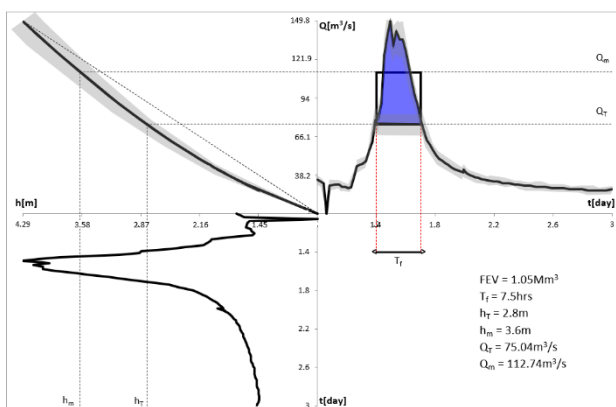 149.8
Q[m³/s]
121.9
Qm
94
QT
66.1
38.2
h[m]
t[day]
4.29
3.58
2.87
2.16
1.45
1.4
1.8
2.2
2.6
3
1.4
Tf
1.8
FEV = 1.05Mm³
Tf = 7.5hrs
2.2
hT = 2.8m
hm = 3.6m
QT = 75.04m³/s
2.6
Qm = 112.74m³/s
hm
hT
t[day]
3